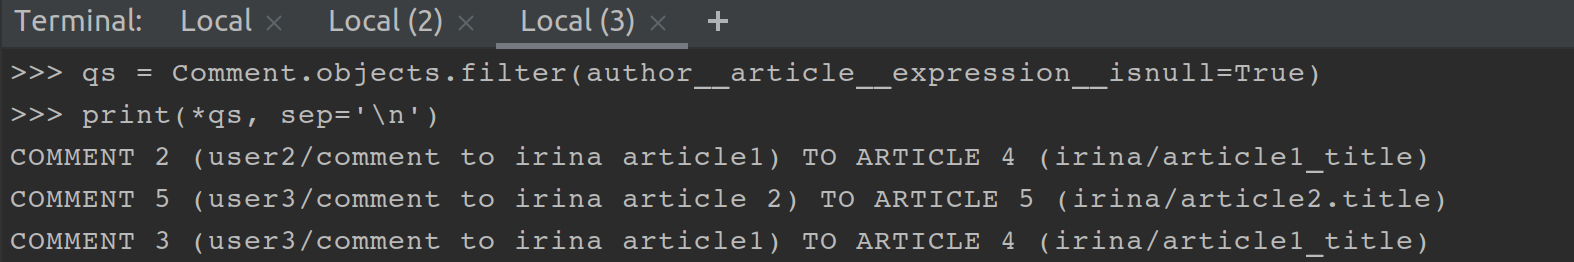 Terminal: Local × Local (2) × Local (3) × +
>>> qs = Comment.objects.filter(author__article__expression__isnull=True)
>>> print(*qs, sep='\n')
COMMENT 2 (user2/comment to irina article1) TO ARTICLE 4 (irina/article1_title)
COMMENT 5 (user3/comment to irina article 2) TO ARTICLE 5 (irina/article2.title)
COMMENT 3 (user3/comment to irina article1) TO ARTICLE 4 (irina/article1_title)